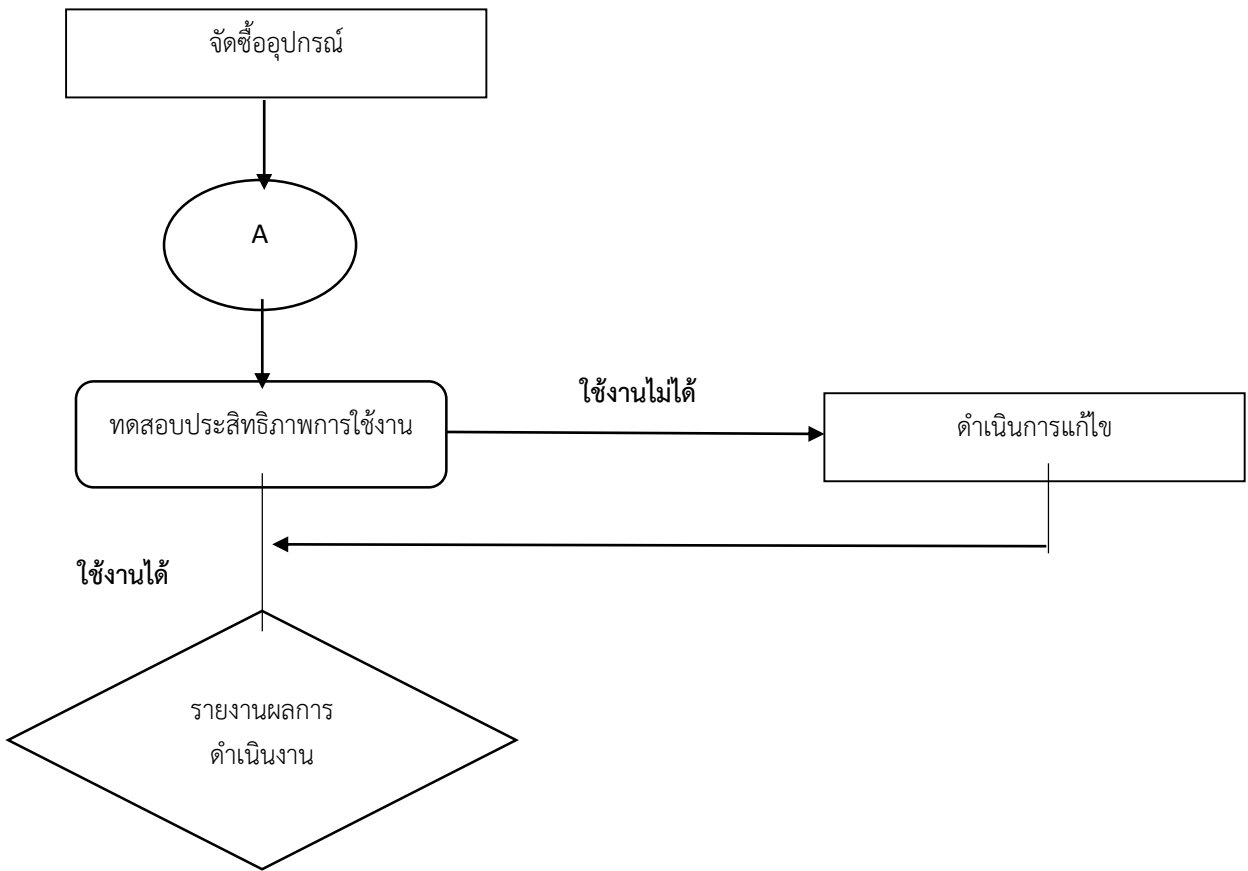 จัดซื้ออุปกรณ์
A
ทดสอบประสิทธิภาพการใช้งาน
ใช้งานไม่ได้
ดำเนินการแก้ไข
ใช้งานได้
รายงานผลการ
ดำเนินงาน